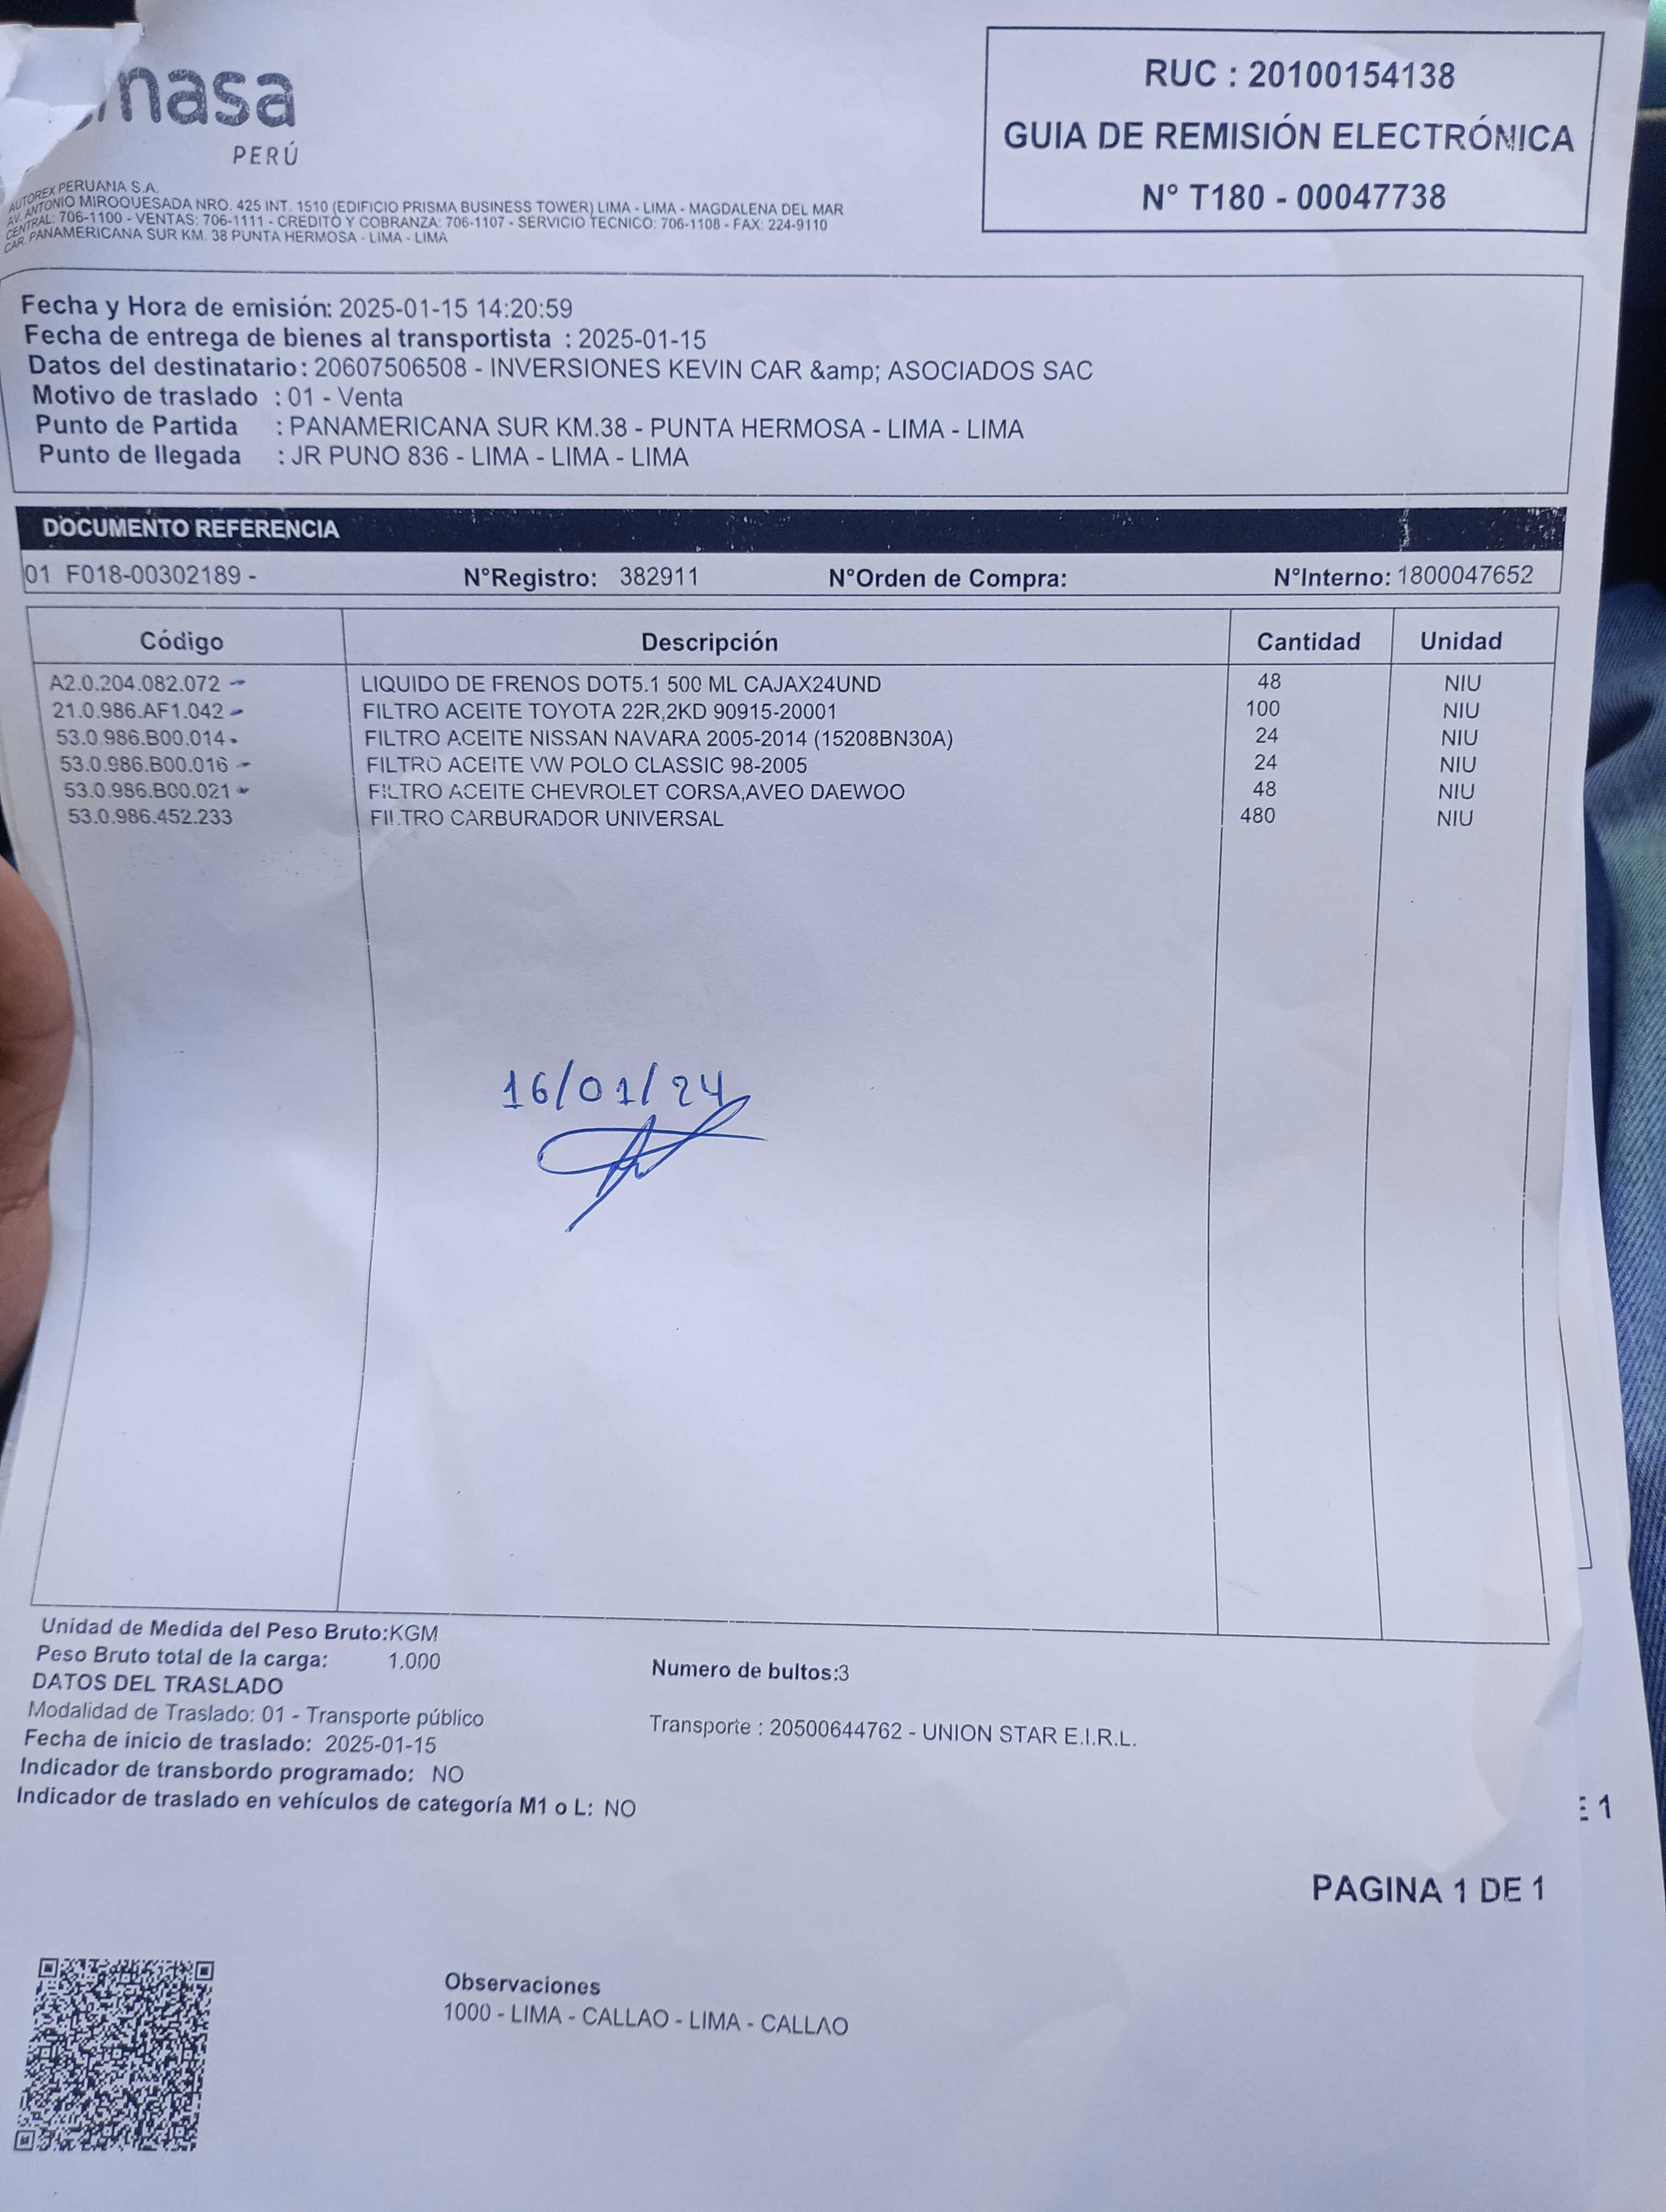 masa
PERÚ
AUTOREX PERUANA S.A.
AV. ANTONIO MIROQUESADA NRO. 425 INT. 1510 (EDIFICIO PRISMA BUSINESS TOWER) LIMA - LIMA - MAGDALENA DEL MAR
CENTRAL: 706-1100 - VENTAS: 706-1111 - CREDITO Y COBRANZA: 706-1107 - SERVICIO TECNICO: 706-1108 - FAX: 224-9110
CAR. PANAMERICANA SUR KM. 38 PUNTA HERMOSA - LIMA - LIMA
RUC : 20100154138
GUIA DE REMISIÓN ELECTRÓNICA
N° T180 - 00047738
Fecha y Hora de emisión: 2025-01-15 14:20:59
Fecha de entrega de bienes al transportista : 2025-01-15
Datos del destinatario: 20607506508 - INVERSIONES KEVIN CAR &amp; ASOCIADOS SAC
Motivo de traslado : 01 - Venta
Punto de Partida : PANAMERICANA SUR KM.38 - PUNTA HERMOSA - LIMA - LIMA
Punto de llegada : JR PUNO 836 - LIMA - LIMA - LIMA
DOCUMENTO REFERENCIA
01 F018-00302189 - N°Registro: 382911 N°Orden de Compra: N°Interno: 1800047652
Código Descripción Cantidad Unidad
A2.0.204.082.072 LIQUIDO DE FRENOS DOT5.1 500 ML CAJAX24UND 48 NIU
21.0.986.AF1.042 FILTRO ACEITE TOYOTA 22R,2KD 90915-20001 100 NIU
53.0.986.B00.014 FILTRO ACEITE NISSAN NAVARA 2005-2014 (15208BN30A) 24 NIU
53.0.986.B00.016 FILTRO ACEITE VW POLO CLASSIC 98-2005 24 NIU
53.0.986.B00.021 FILTRO ACEITE CHEVROLET CORSA,AVEO DAEWOO 48 NIU
53.0.986.452.233 FILTRO CARBURADOR UNIVERSAL 480 NIU
16/01/24
Unidad de Medida del Peso Bruto:KGM
Peso Bruto total de la carga: 1.000 Numero de bultos:3
DATOS DEL TRASLADO
Modalidad de Traslado: 01 - Transporte público Transporte : 20500644762 - UNION STAR E.I.R.L.
Fecha de inicio de traslado: 2025-01-15
Indicador de transbordo programado: NO
Indicador de traslado en vehículos de categoría M1 o L: NO
E 1
PAGINA 1 DE 1
Observaciones
1000 - LIMA - CALLAO - LIMA - CALLAO